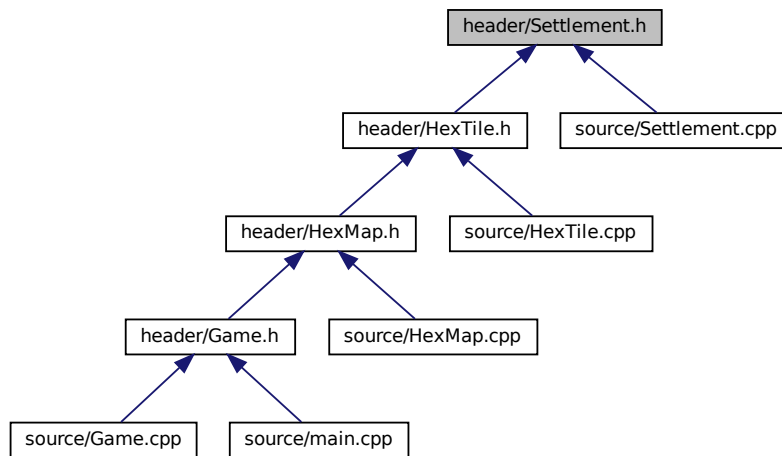 header/Settlement.h
header/HexTile.h
source/Settlement.cpp
header/HexMap.h
source/HexTile.cpp
header/Game.h
source/HexMap.cpp
source/Game.cpp
source/main.cpp